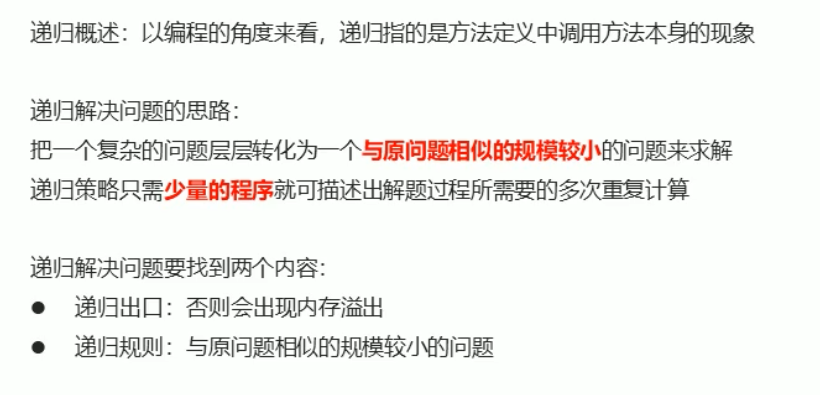 递归概述：以编程的角度来看，递归指的是方法定义中调用方法本身的现象
递归解决问题的思路：
把一个复杂的问题层层转化为一个与原问题相似的规模较小的问题来求解
递归策略只需少量的程序就可描述出解题过程所需要的多次重复计算
递归解决问题要找到两个内容：
● 递归出口：否则会出现内存溢出
● 递归规则：与原问题相似的规模较小的问题